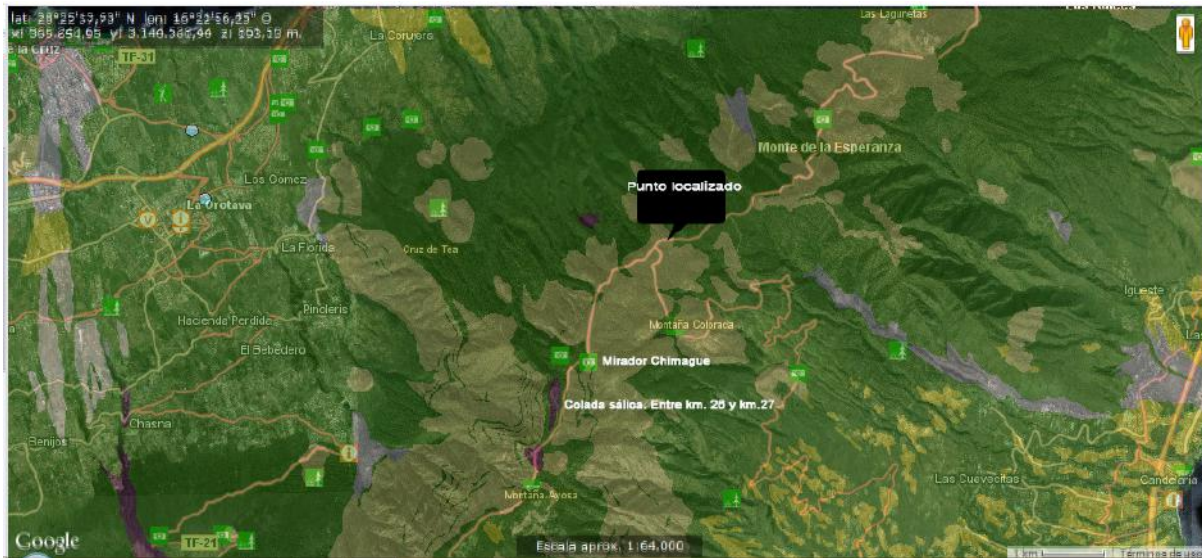 Las Lagunetas
La Corujera
TF-21
Monte de la Esperanza
Punto localizado
Los Gómez
La Orotava
La Florida
Cruz de Tea
Igueste
Pinoleris
Hacienda Perdida
Montaña Colorada
El Bebedero
Mirador Chimague
Colada sálica. Entre km. 26 y km.27
Chasna
Benijos
Las Cuevecitas
Candelaria
Montaña Ayosa
Google
TF-21
Escala aprox. 1:64,000
1 km